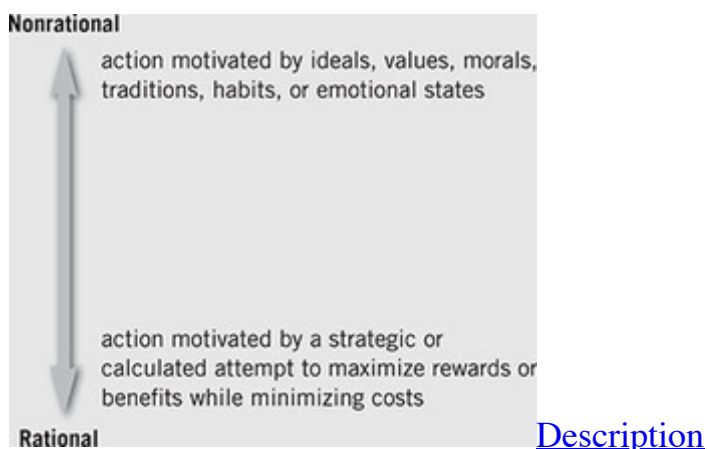 Nonrational
action motivated by ideals, values, morals,
traditions, habits, or emotional states
action motivated by a strategic or
calculated attempt to maximize rewards or
benefits while minimizing costs
Rational
Description